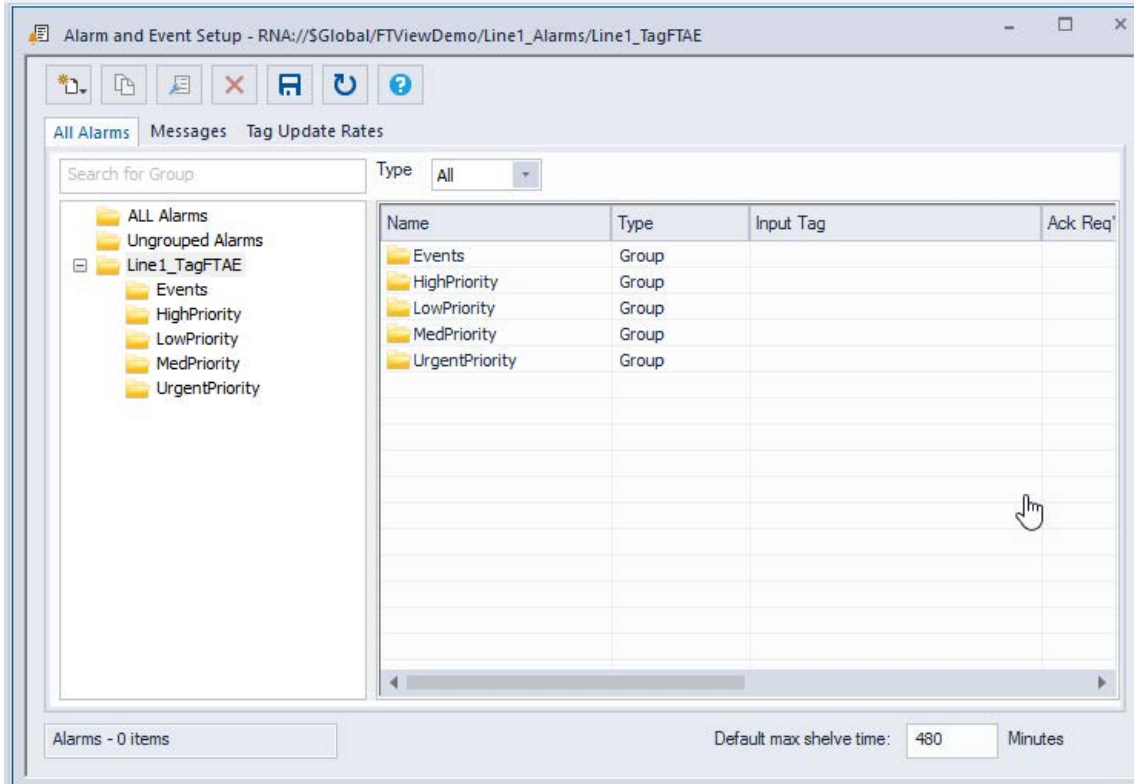 Alarm and Event Setup - RNA://$Global/FTViewDemo/Line1_Alarms/Line1_TagFTAE
All Alarms Messages Tag Update Rates
Search for Group
Type All
ALL Alarms
Ungrouped Alarms
Line1_TagFTAE
Events
HighPriority
LowPriority
MedPriority
UrgentPriority
Name Type Input Tag Ack Req'
Events Group
HighPriority Group
LowPriority Group
MedPriority Group
UrgentPriority Group
Alarms - 0 items
Default max shelve time: 480 Minutes